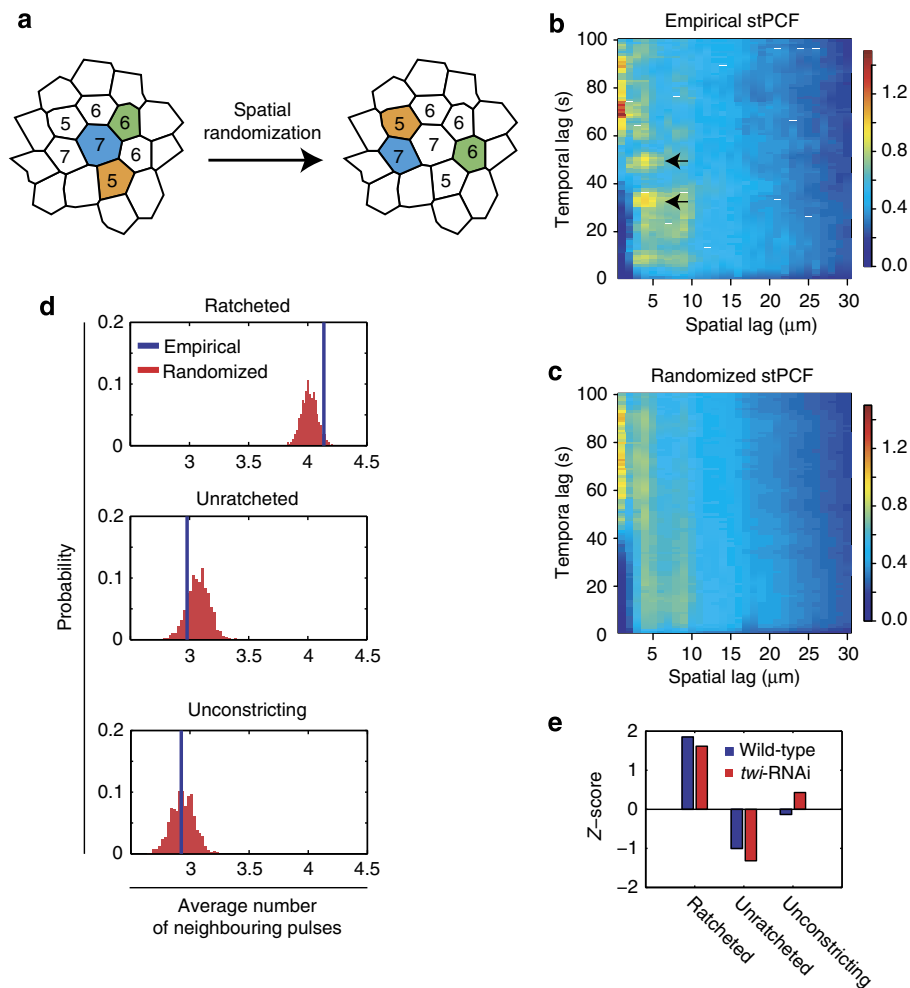 a
5
6
6
7
7
6
5
Spatial
randomization
5
6
6
7
7
6
5
b
Empirical stPCF
Temporal lag (s)
100
80
60
40
20
0
5 10 15 20 25 30
Spatial lag (μm)
1.2
0.8
0.4
0.0
c
Randomized stPCF
Tempora lag (s)
100
80
60
40
20
0
5 10 15 20 25 30
Spatial lag (μm)
1.2
0.8
0.4
0.0
d
Probability
Ratcheted
Empirical
Randomized
0.2
0.1
0
3 3.5 4 4.5
Unratcheted
0.2
0.1
0
3 3.5 4 4.5
Unconstricting
0.2
0.1
0
3 3.5 4 4.5
Average number
of neighbouring pulses
e
Z–score
2
1
0
–1
–2
Wild-type
twi-RNAi
Ratcheted
Unratcheted
Unconstricting